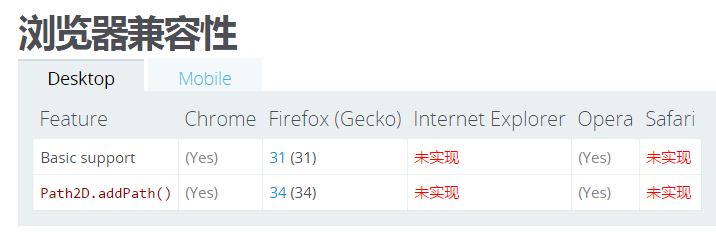 浏览器兼容性
Desktop Mobile
Feature Chrome Firefox (Gecko) Internet Explorer Opera Safari
Basic support (Yes) 31 (31) 未实现 (Yes) 未实现
Path2D.addPath() (Yes) 34 (34) 未实现 (Yes) 未实现